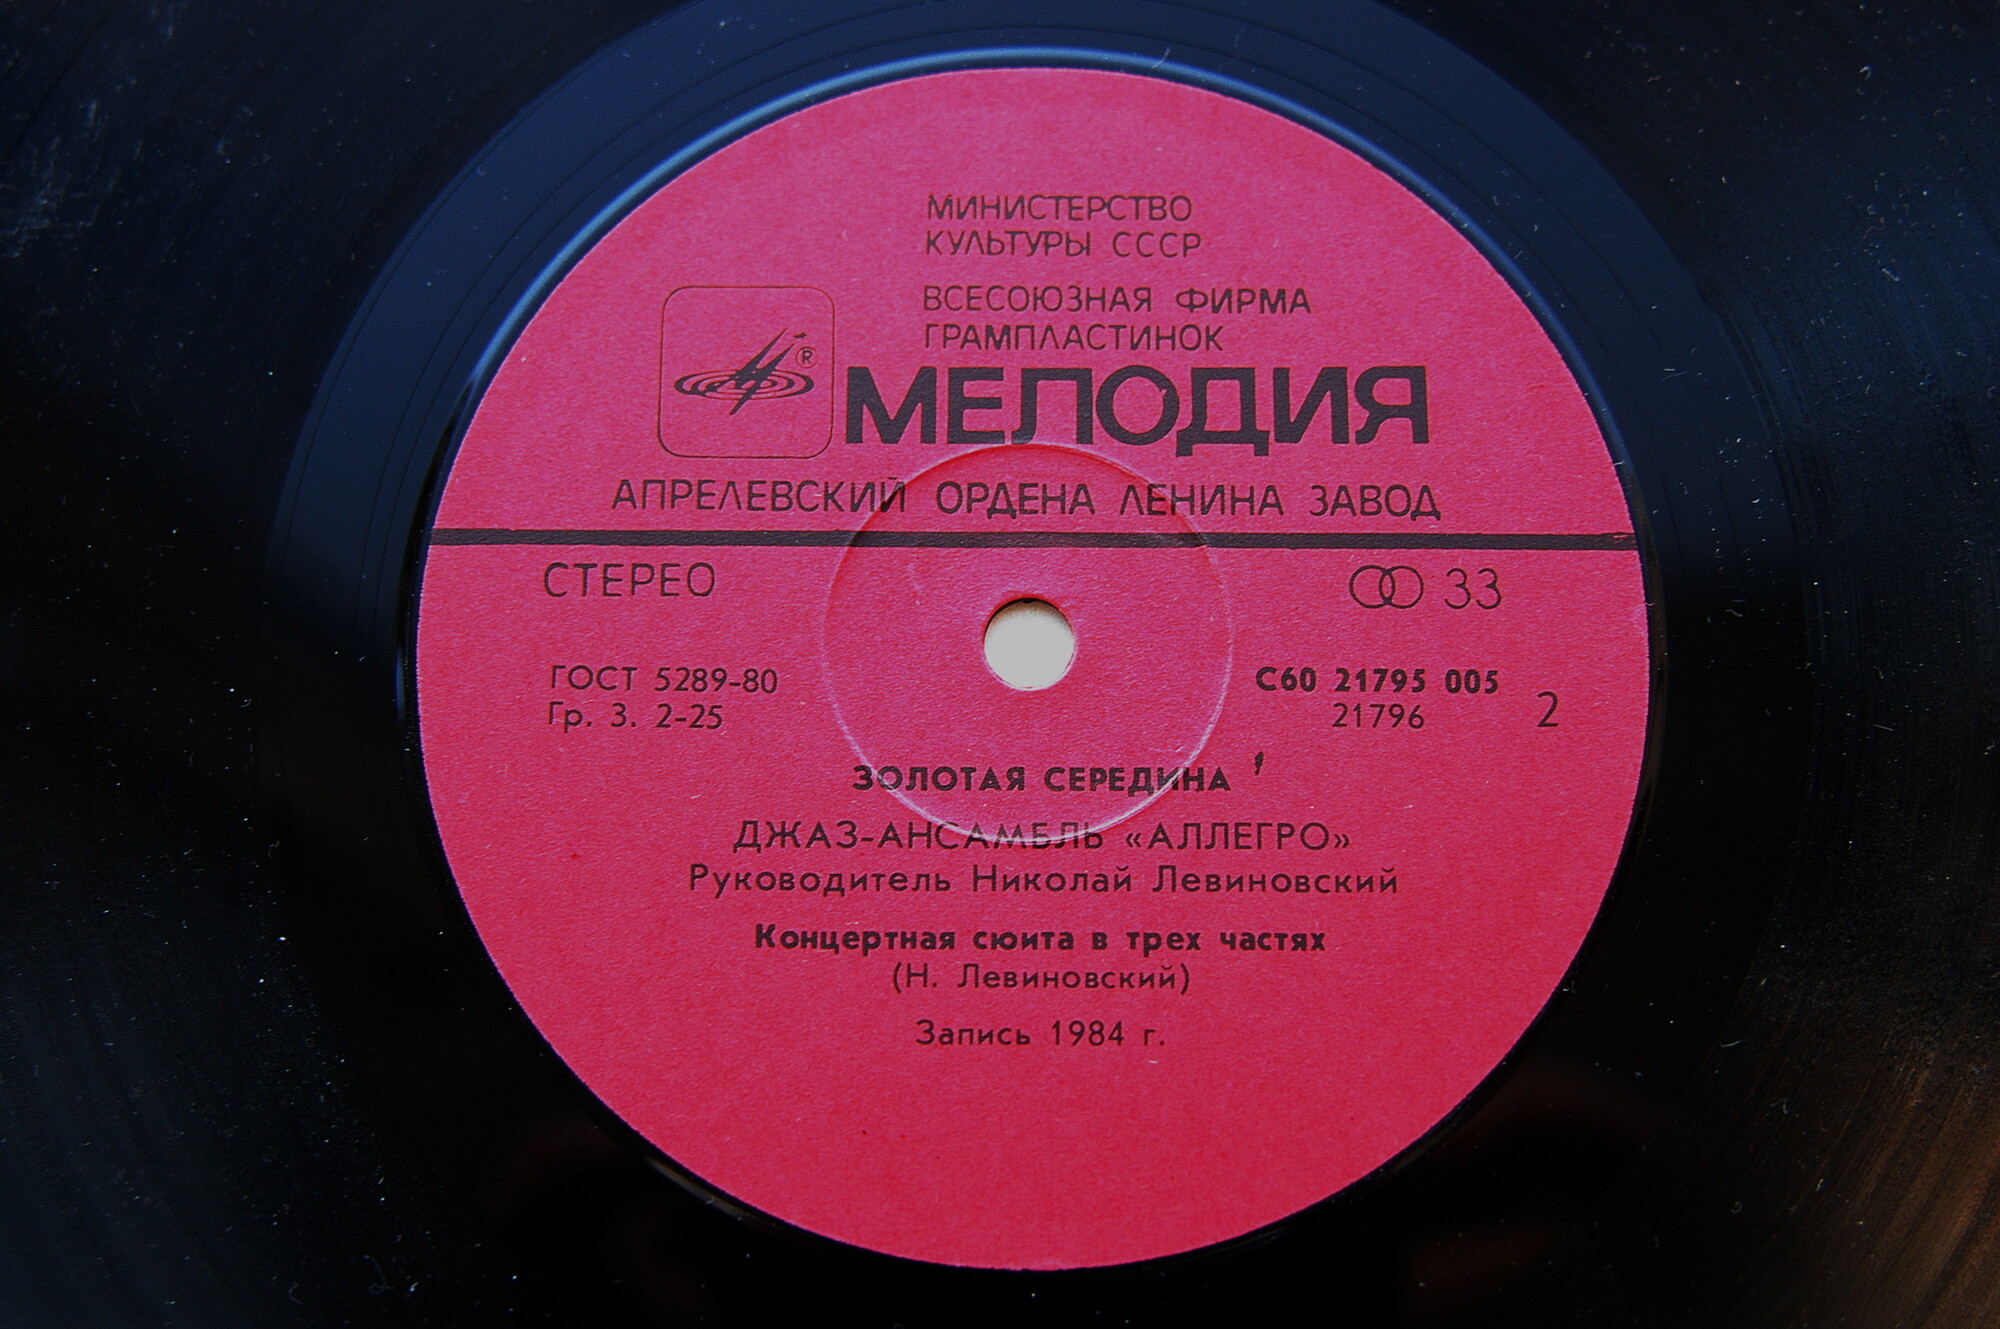 МИНИСТЕРСТВО
КУЛЬТУРЫ СССР
ВСЕСОЮЗНАЯ ФИРМА
ГРАМПЛАСТИНОК
® МЕЛОДИЯ
АПРЕЛЕВСКИЙ ОРДЕНА ЛЕНИНА ЗАВОД
СТЕРЕО 33
ГОСТ 5289-80 С60 21795 005
Гр. 3. 2-25 21796 2
ЗОЛОТАЯ СЕРЕДИНА
ДЖАЗ-АНСАМБЛЬ «АЛЛЕГРО»
Руководитель Николай Левиновский
Концертная сюита в трех частях
(Н. Левиновский)
Запись 1984 г.